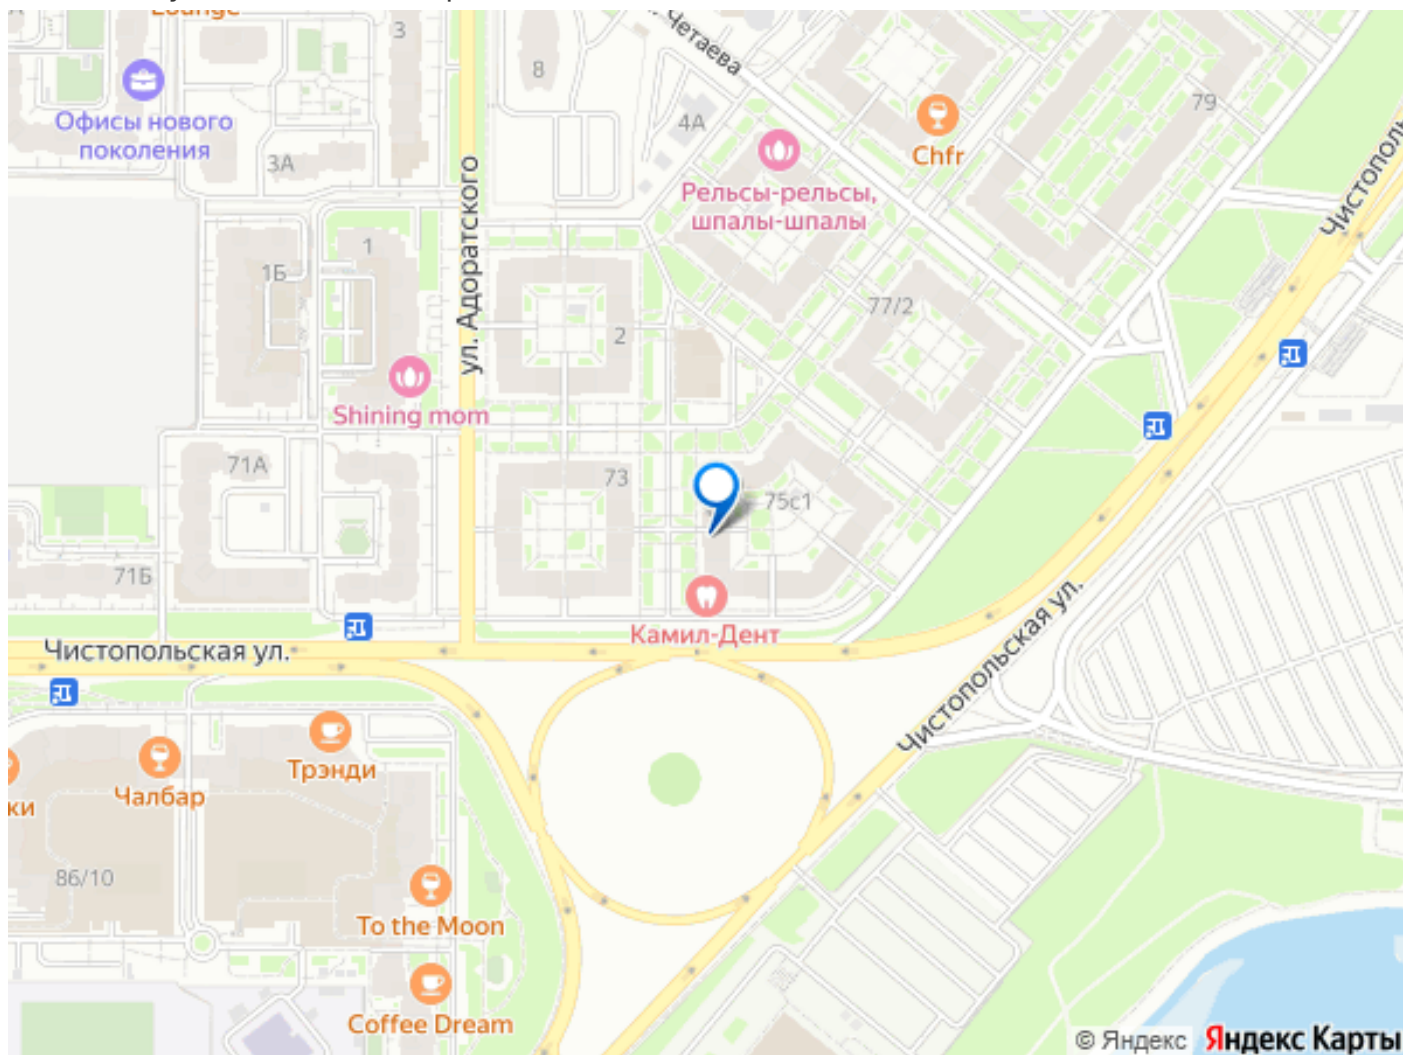 Lounge
3
Четаева
8
79
4А
Офисы нового
поколения
3А
Chfr
Рельсы-рельсы,
шпалы-шпалы
ул. Адоратского
1
1Б
77/2
2
Shining mom
71А
73
75с1
71Б
Камил-Дент
Чистопольская ул.
Чистопольская ул.
Трэнди
Чалбар
ки
86/10
To the Moon
Coffee Dream
© Яндекс Яндекс Карты